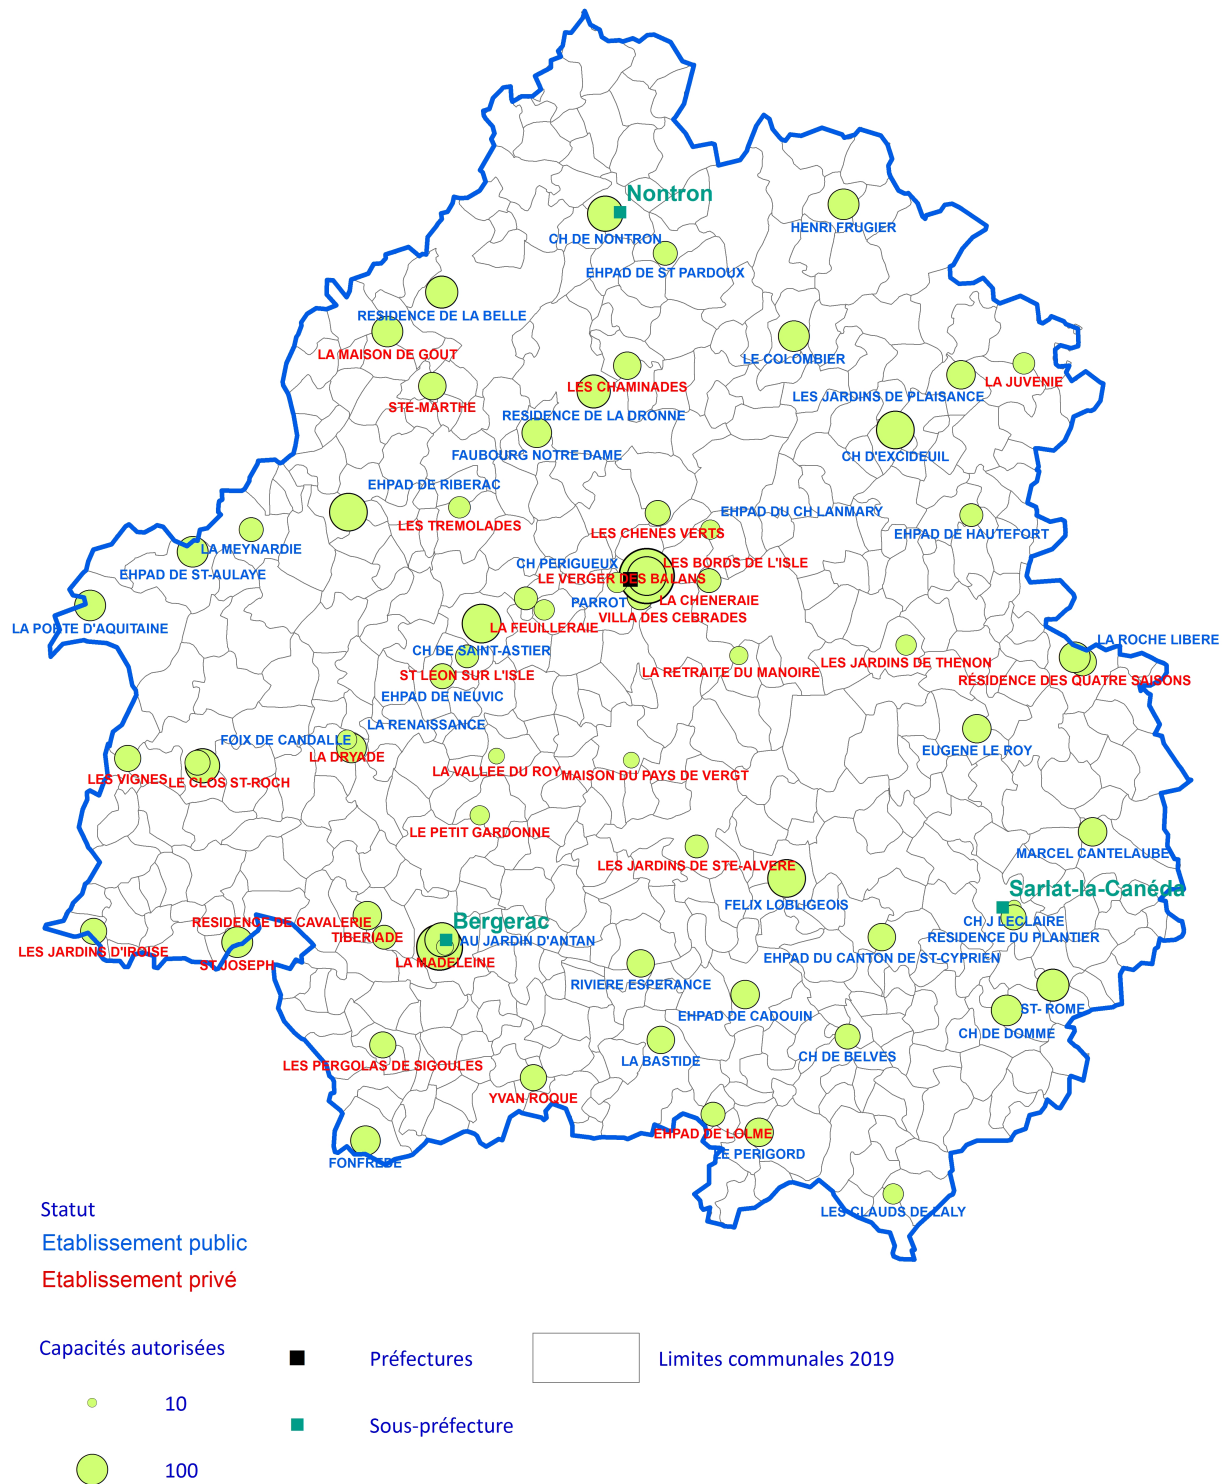 Nontron
HENRI FRUGIER
CH DE NONTRON
EHPAD DE ST PARDOUX
RESIDENCE DE LA BELLE
LA MAISON DE GOUT
LE COLOMBIER
LES CHAMINADES
LA JUVENIE
STE-MARTHE
LES JARDINS DE PLAISANCE
RESIDENCE DE LA DRONNE
FAUBOURG NOTRE DAME
CH D'EXCIDEUIL
EHPAD DE RIBERAC
LES TREMOLADES
EHPAD DU CH LANMARY
LES CHENES VERTS
EHPAD DE HAUTEFORT
LA MEYNARDIE
CH PERIGUEUX
LES BORDS DE L'ISLE
EHPAD DE ST-AULAYE
LE VERGER DES BALANS
PARROT
LA CHENERAIE
VILLA DES CEBRADES
LA PORTE D'AQUITAINE
LA FEUILLERAIE
LA ROCHE LIBERE
CH DE SAINT-ASTIER
LES JARDINS DE THENON
ST LEON SUR L'ISLE
LA RETRAITE DU MANOIRE
RÉSIDENCE DES QUATRE SAISONS
EHPAD DE NEUVIC
LA RENAISSANCE
FOIX DE CANDALLE
EUGENE LE ROY
LA DRYADE
LA VALLEE DU ROY
MAISON DU PAYS DE VERGT
LES VIGNES
LE CLOS ST-ROCH
LE PETIT GARDONNE
MARCEL CANTELAUBE
LES JARDINS DE STE-ALVERE
Sarlat-la-Canéda
FELIX LOBLIGEOIS
RESIDENCE DE CAVALERIE
Bergerac
CH J LECLAIRE
TIBERIADE
AU JARDIN D'ANTAN
RESIDENCE DU PLANTIER
LES JARDINS D'IROISE
ST JOSEPH
LA MADELEINE
EHPAD DU CANTON DE ST-CYPRIEN
RIVIERE ESPERANCE
EHPAD DE CADOUIN
ST- ROME
CH DE DOMME
CH DE BELVES
LA BASTIDE
LES PERGOLAS DE SIGOULES
YVAN ROQUE
EHPAD DE LOLME
LE PERIGORD
FONFREDE
LES CLAUDS DE LALY
Statut
Etablissement public
Etablissement privé
Capacités autorisées
Préfectures
Limites communales 2019
10
Sous-préfecture
100